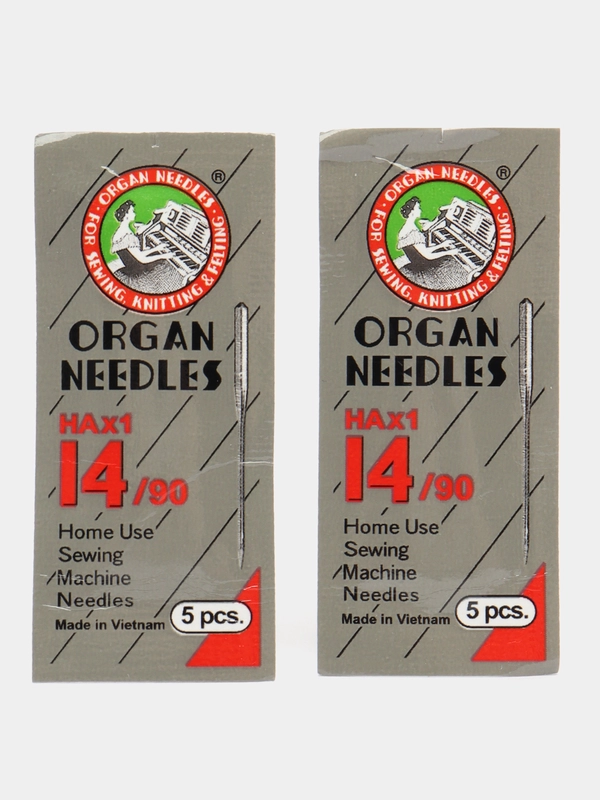 · ORGAN NEEDLES ·
FOR SEWING, KNITTING & FELTING
®
ORGAN
NEEDLES
HAx1
14/90
Home Use
Sewing
Machine
Needles
Made in Vietnam
5 pcs.
· ORGAN NEEDLES ·
FOR SEWING, KNITTING & FELTING
®
ORGAN
NEEDLES
HAx1
14/90
Home Use
Sewing
Machine
Needles
Made in Vietnam
5 pcs.